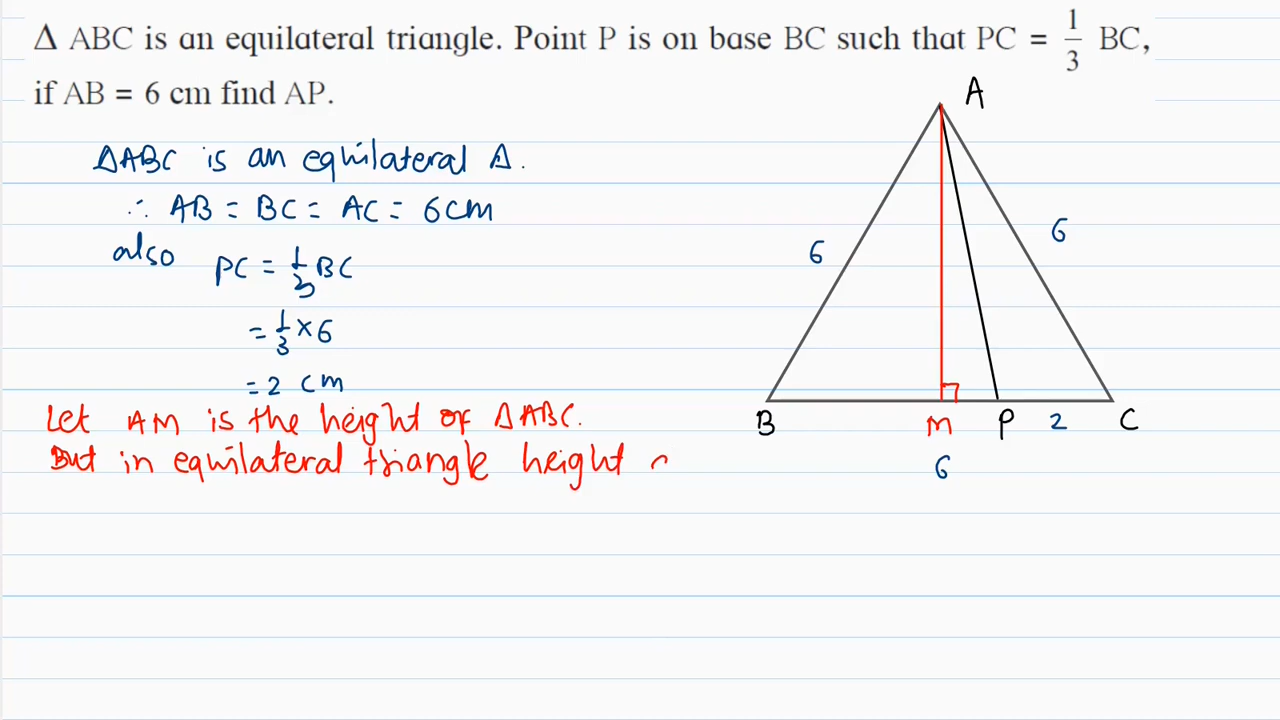 Δ ABC is an equilateral triangle. Point P is on base BC such that PC = 1/3 BC,
if AB = 6 cm find AP.
ΔABC is an equilateral Δ.
∴ AB = BC = AC = 6cm
also PC = 1/3 BC
= 1/3 × 6
= 2 cm
Let AM is the height of ΔABC.
But in equilateral triangle height
A
6
6
B
m
P
2
C
6